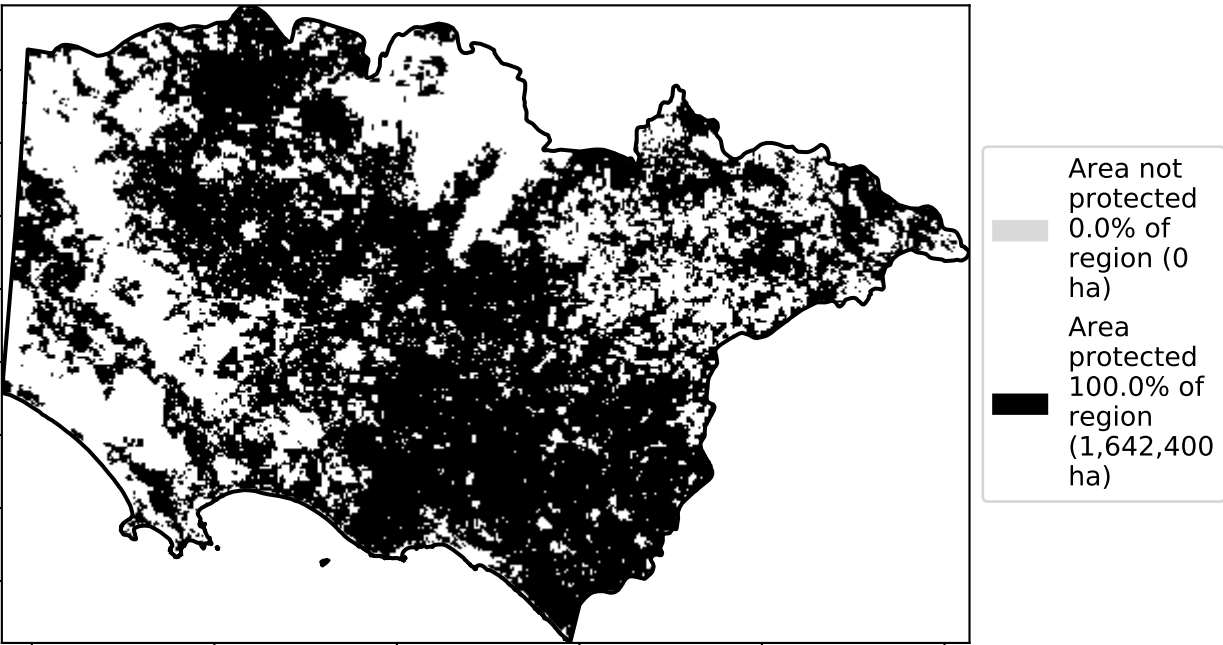 Area not
protected
0.0% of
region (0
ha)
Area
protected
100.0% of
region
(1,642,400
ha)